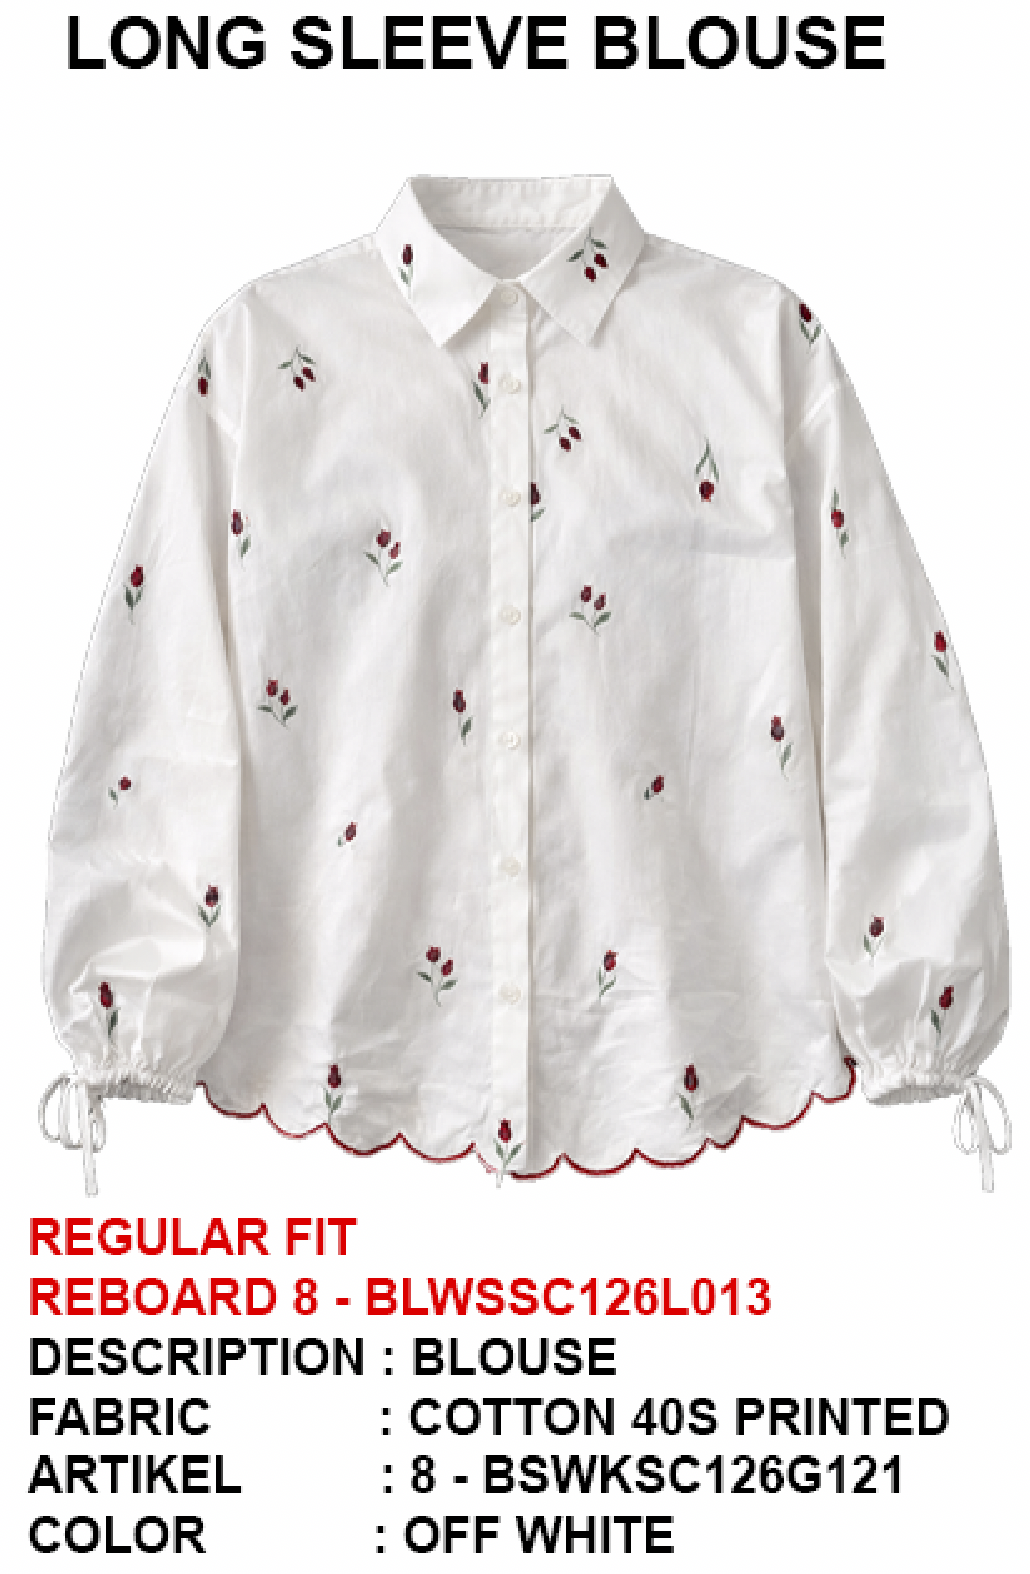 LONG SLEEVE BLOUSE
REGULAR FIT
REBOARD 8 - BLWSSC126L013
DESCRIPTION : BLOUSE
FABRIC : COTTON 40S PRINTED
ARTIKEL : 8 - BSWKSC126G121
COLOR : OFF WHITE